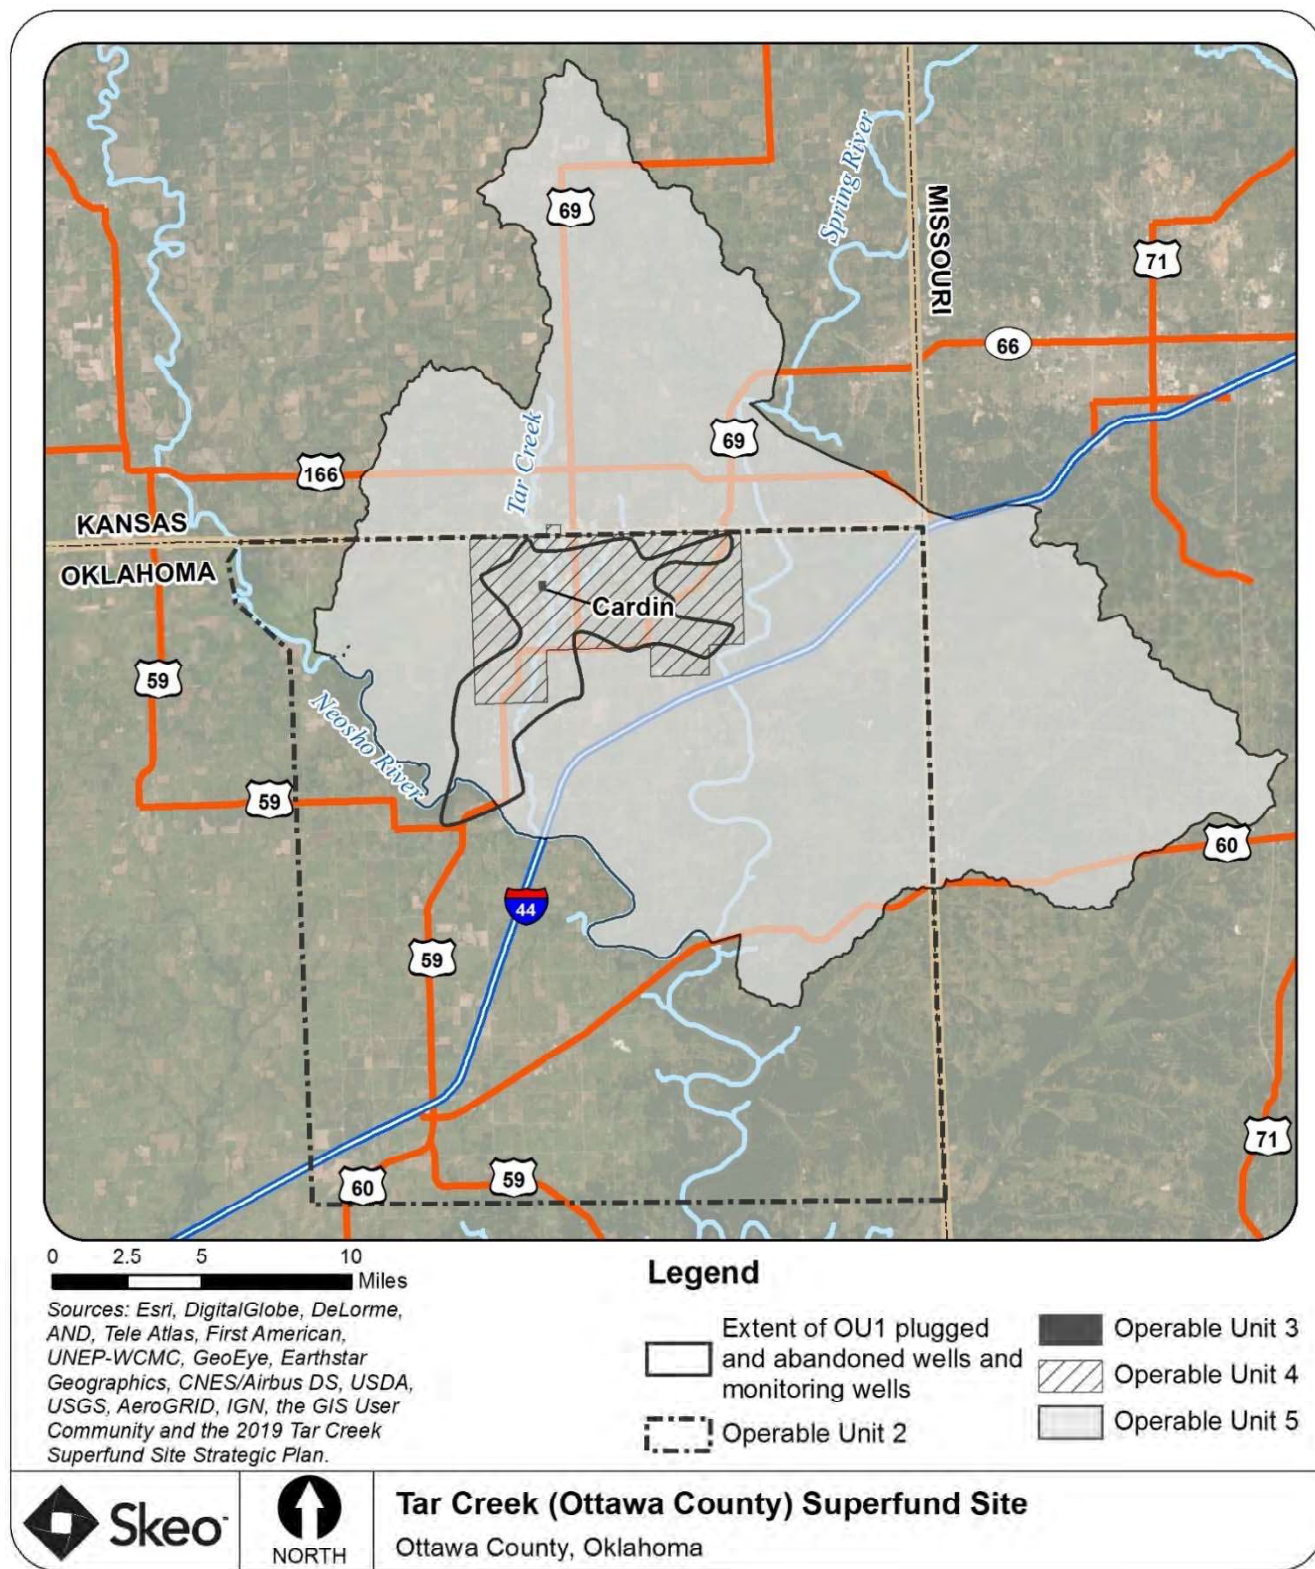 69
Spring River
MISSOURI
71
66
69
166
Tar Creek
KANSAS
OKLAHOMA
Cardin
59
Neosho River
59
60
44
59
71
60
59
0 2.5 5 10
Miles
Sources: Esri, DigitalGlobe, DeLorme,
AND, Tele Atlas, First American,
UNEP-WCMC, GeoEye, Earthstar
Geographics, CNES/Airbus DS, USDA,
USGS, AeroGRID, IGN, the GIS User
Community and the 2019 Tar Creek
Superfund Site Strategic Plan.
Legend
Extent of OU1 plugged
and abandoned wells and
monitoring wells
Operable Unit 2
Operable Unit 3
Operable Unit 4
Operable Unit 5
Skeo
NORTH
Tar Creek (Ottawa County) Superfund Site
Ottawa County, Oklahoma